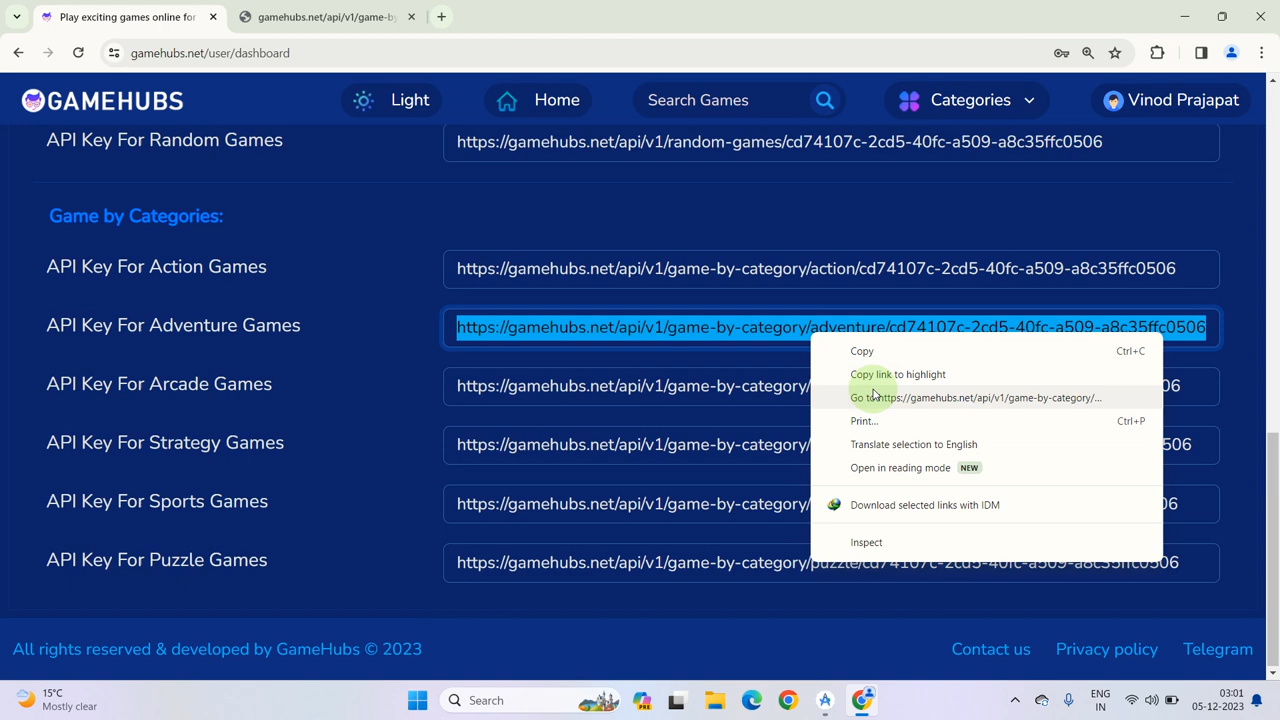 Play exciting games online for
gamehubs.net/api/v1/game-by-
gamehubs.net/user/dashboard
GAMEHUBS
Light
Home
Search Games
Categories
Vinod Prajapat
API Key For Random Games
https://gamehubs.net/api/v1/random-games/cd74107c-2cd5-40fc-a509-a8c35ffc0506
Game by Categories:
API Key For Action Games
https://gamehubs.net/api/v1/game-by-category/action/cd74107c-2cd5-40fc-a509-a8c35ffc0506
API Key For Adventure Games
https://gamehubs.net/api/v1/game-by-category/adventure/cd74107c-2cd5-40fc-a509-a8c35ffc0506
API Key For Arcade Games
https://gamehubs.net/api/v1/game-by-category/
06
API Key For Strategy Games
https://gamehubs.net/api/v1/game-by-category/
506
API Key For Sports Games
https://gamehubs.net/api/v1/game-by-category/
6
API Key For Puzzle Games
https://gamehubs.net/api/v1/game-by-category/puzzle/cd74107c-2cd5-40fc-a509-a8c35ffc0506
Copy Ctrl+C
Copy link to highlight
Go to https://gamehubs.net/api/v1/game-by-category/...
Print... Ctrl+P
Translate selection to English
Open in reading mode NEW
Download selected links with IDM
Inspect
All rights reserved & developed by GameHubs © 2023
Contact us
Privacy policy
Telegram
15°C
Mostly clear
Search
PRE
ENG
IN
03:01
05-12-2023